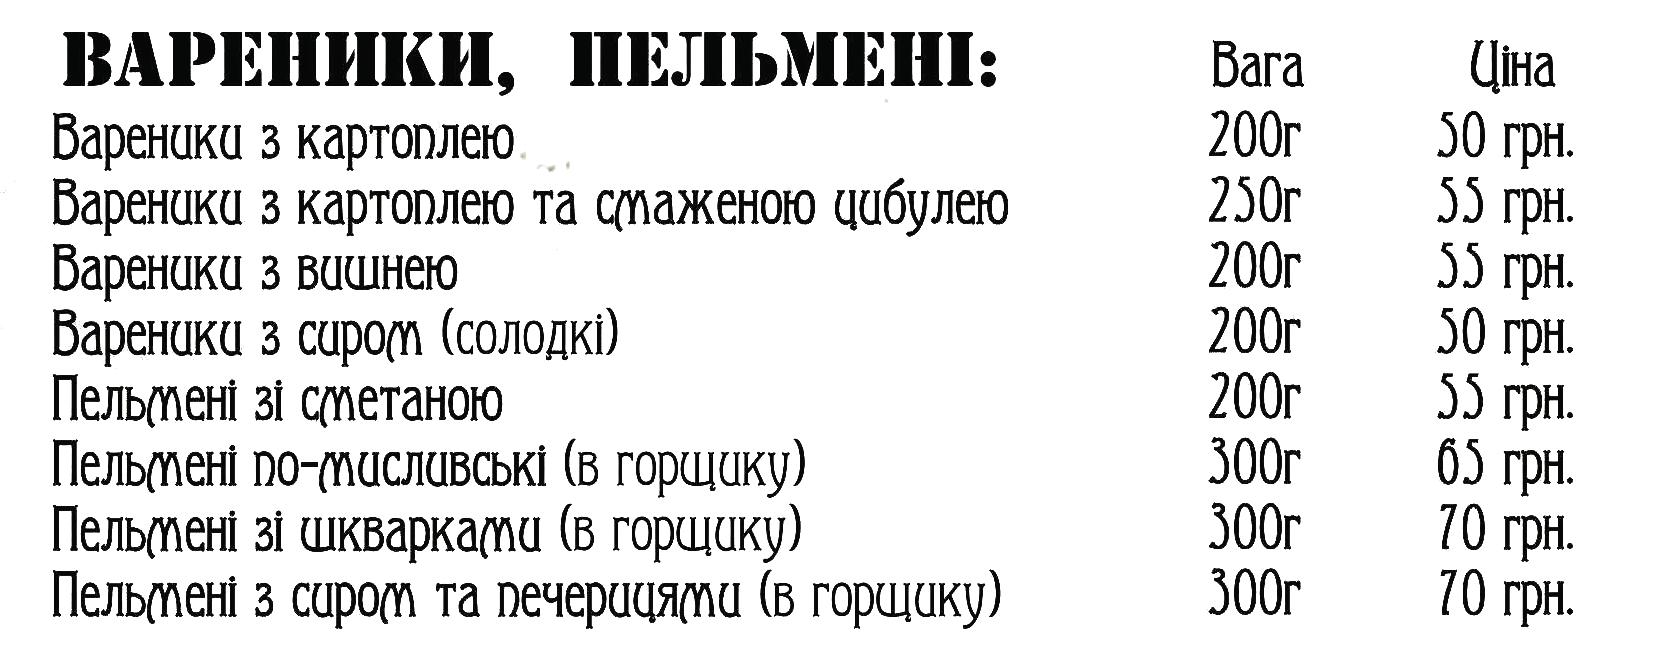 ВАРЕНИКИ, ПЕЛЬМЕНІ: Вага Ціна
Вареники з картоплею 200г 50 грн.
Вареники з картоплею та смаженою цибулею 250г 55 грн.
Вареники з вишнею 200г 55 грн.
Вареники з сиром (солодкі) 200г 50 грн.
Пельмені зі сметаною 200г 55 грн.
Пельмені по-мисливські (в горщику) 300г 65 грн.
Пельмені зі шкварками (в горщику) 300г 70 грн.
Пельмені з сиром та печерицями (в горщику) 300г 70 грн.